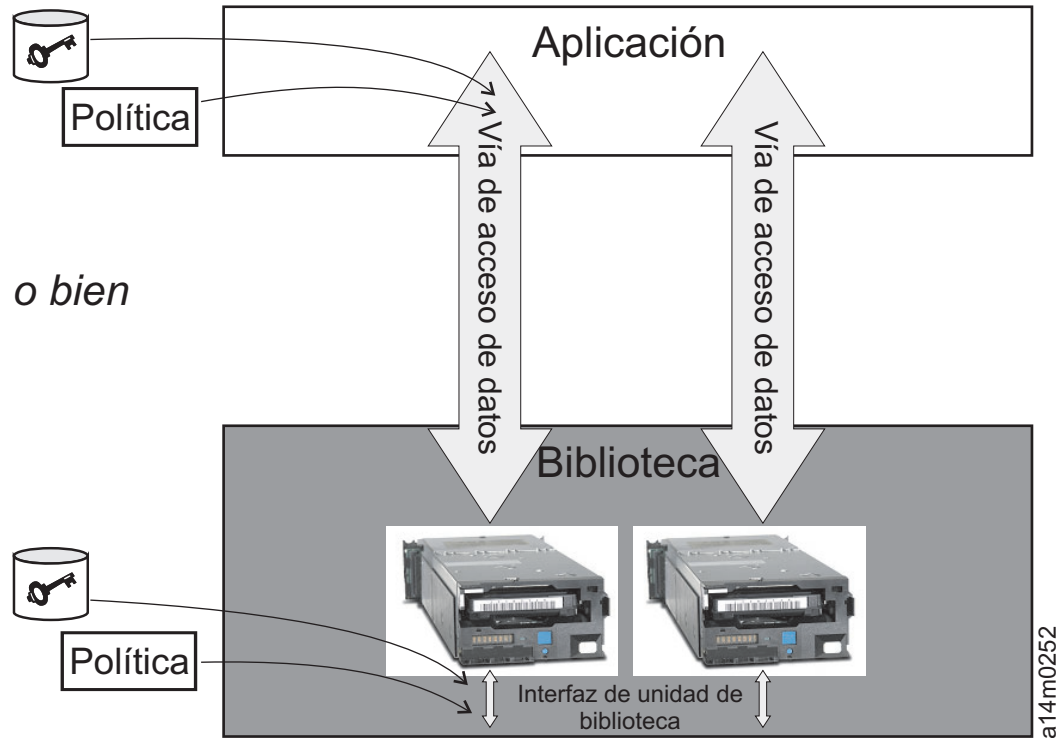 Aplicación
Política
Vía de acceso de datos
Vía de acceso de datos
o bien
Biblioteca
Política
Interfaz de unidad de
biblioteca
a14m0252